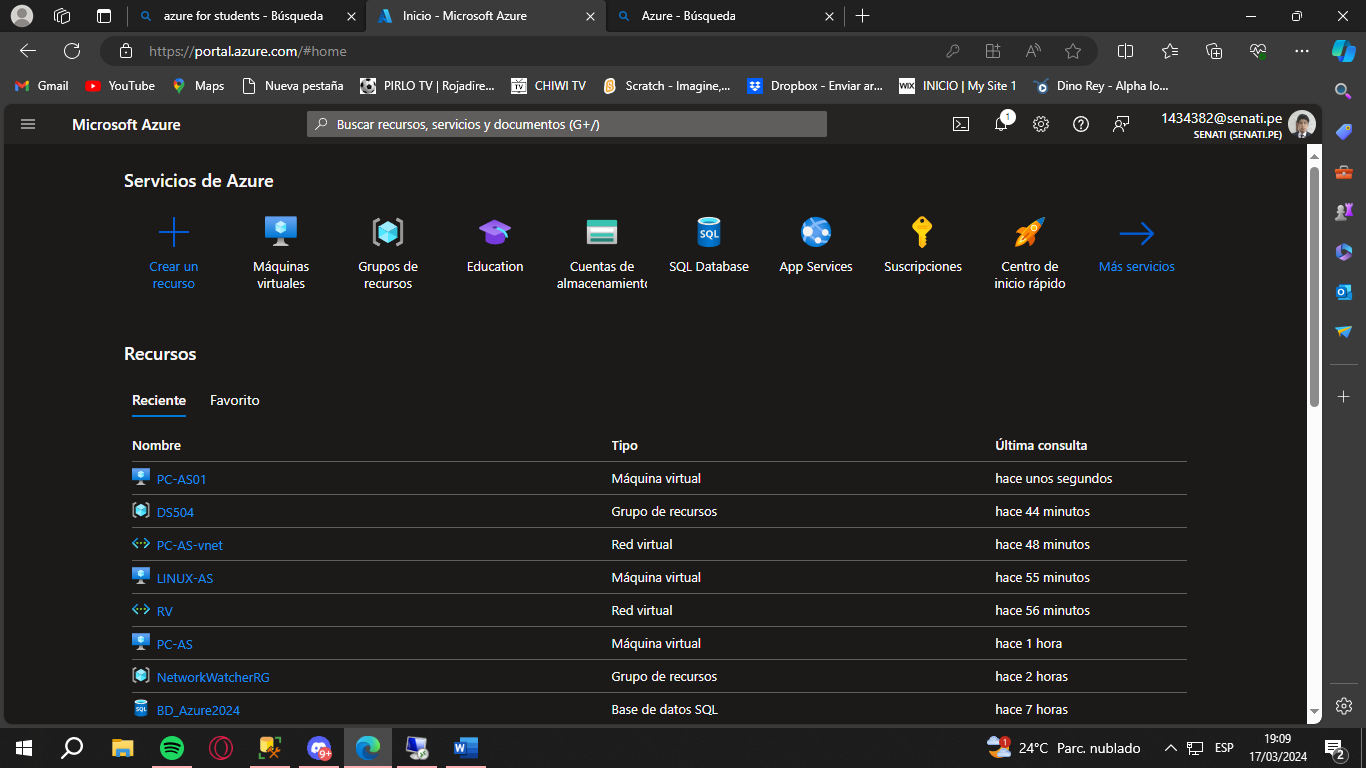 azure for students - Búsqueda
Inicio - Microsoft Azure
Azure - Búsqueda
https://portal.azure.com/#home
Gmail
YouTube
Maps
Nueva pestaña
PIRLO TV | Rojadire...
CHIWI TV
Scratch - Imagine,...
Dropbox - Enviar ar...
INICIO | My Site 1
Dino Rey - Alpha lo...
Microsoft Azure
Buscar recursos, servicios y documentos (G+/)
1
1434382@senati.pe
SENATI (SENATI.PE)
Servicios de Azure
Crear un
recurso
Máquinas
virtuales
Grupos de
recursos
Education
Cuentas de
almacenamiento
SQL
SQL Database
App Services
Suscripciones
Centro de
inicio rápido
Más servicios
Recursos
Reciente
Favorito
Nombre Tipo Última consulta
PC-AS01 Máquina virtual hace unos segundos
DS504 Grupo de recursos hace 44 minutos
PC-AS-vnet Red virtual hace 48 minutos
LINUX-AS Máquina virtual hace 55 minutos
RV Red virtual hace 56 minutos
PC-AS Máquina virtual hace 1 hora
NetworkWatcherRG Grupo de recursos hace 2 horas
BD_Azure2024 Base de datos SQL hace 7 horas
9+
1
24°C Parc. nublado
ESP
19:09
17/03/2024
2